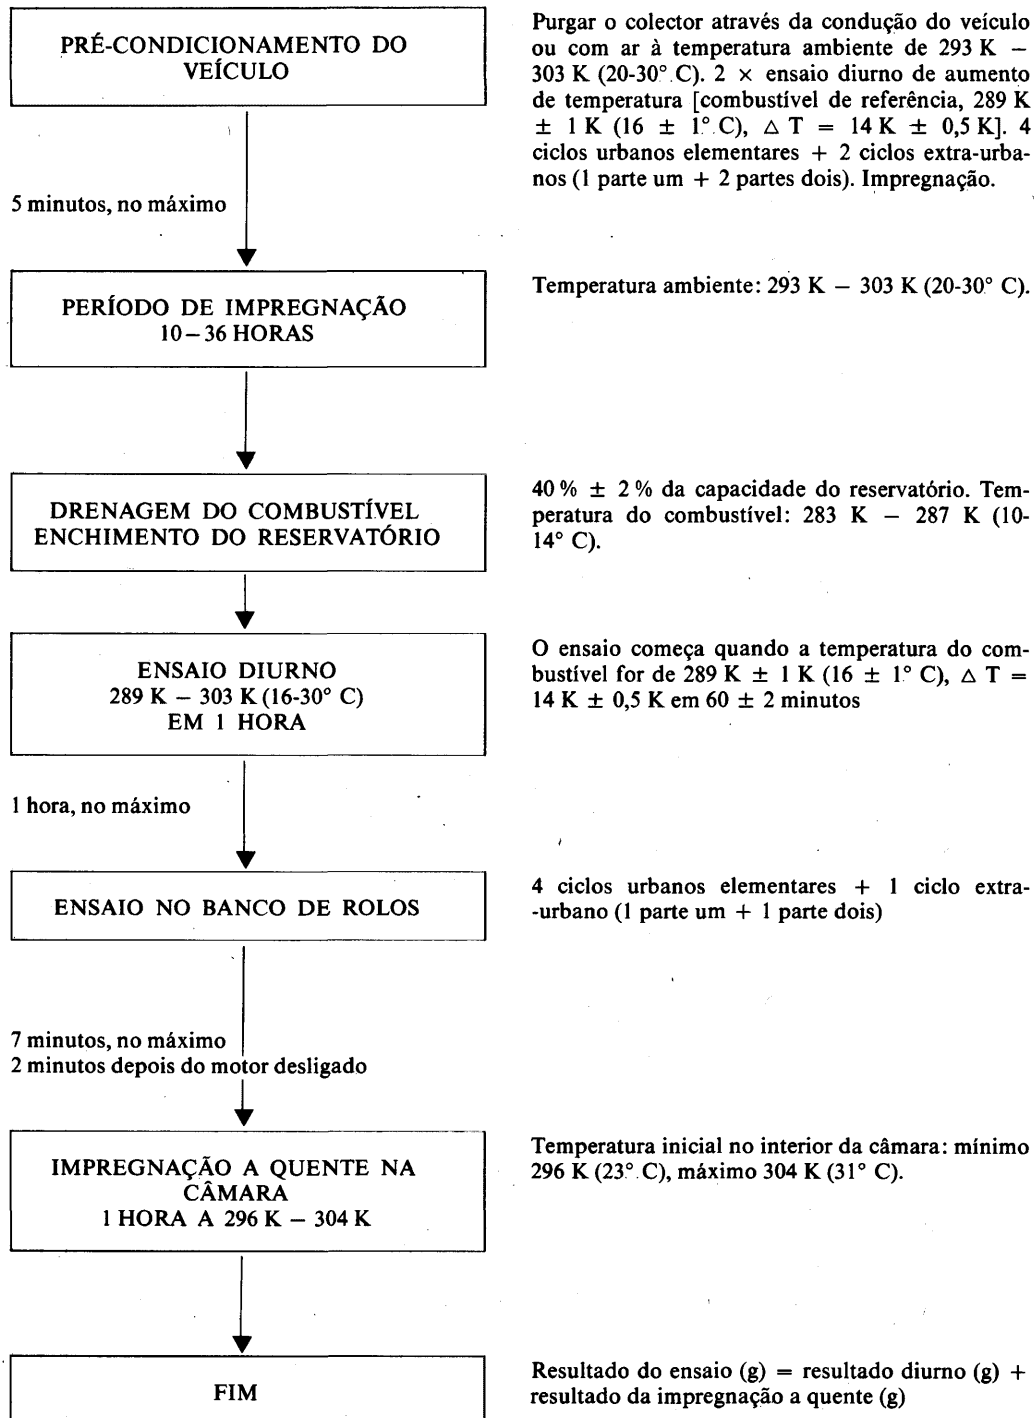 PRÉ-CONDICIONAMENTO DO
VEÍCULO
Purgar o colector através da condução do veículo
ou com ar à temperatura ambiente de 293 K –
303 K (20-30° C). 2 × ensaio diurno de aumento
de temperatura [combustível de referência, 289 K
± 1 K (16 ± 1° C), △ T = 14 K ± 0,5 K]. 4
ciclos urbanos elementares + 2 ciclos extra-urba-
nos (1 parte um + 2 partes dois). Impregnação.
5 minutos, no máximo
PERÍODO DE IMPREGNAÇÃO
10 – 36 HORAS
Temperatura ambiente: 293 K – 303 K (20-30° C).
DRENAGEM DO COMBUSTÍVEL
ENCHIMENTO DO RESERVATÓRIO
40 % ± 2 % da capacidade do reservatório. Tem-
peratura do combustível: 283 K – 287 K (10-
14° C).
ENSAIO DIURNO
289 K – 303 K (16-30° C)
EM 1 HORA
O ensaio começa quando a temperatura do com-
bustível for de 289 K ± 1 K (16 ± 1° C), △ T =
14 K ± 0,5 K em 60 ± 2 minutos
1 hora, no máximo
ENSAIO NO BANCO DE ROLOS
4 ciclos urbanos elementares + 1 ciclo extra-
-urbano (1 parte um + 1 parte dois)
7 minutos, no máximo
2 minutos depois do motor desligado
IMPREGNAÇÃO A QUENTE NA
CÂMARA
1 HORA A 296 K – 304 K
Temperatura inicial no interior da câmara: mínimo
296 K (23° C), máximo 304 K (31° C).
FIM
Resultado do ensaio (g) = resultado diurno (g) +
resultado da impregnação a quente (g)